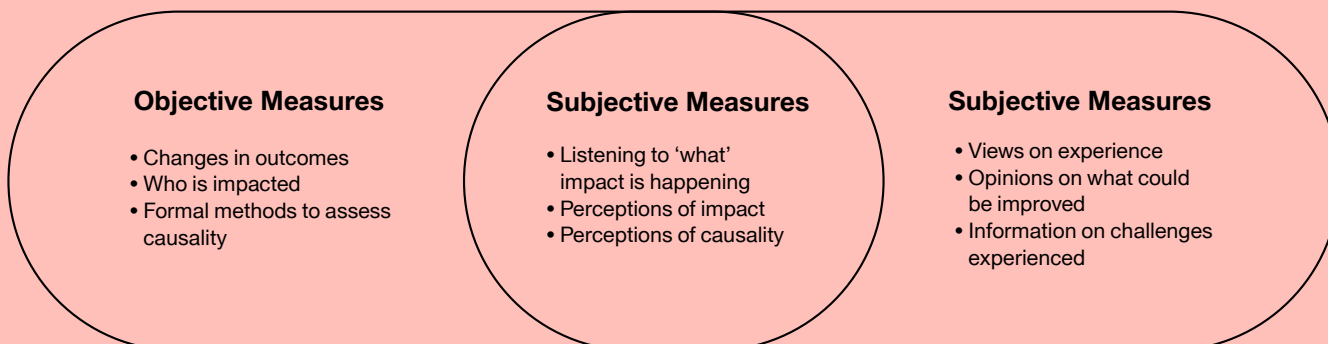 Objective Measures
• Changes in outcomes
• Who is impacted
• Formal methods to assess
causality
Subjective Measures
• Listening to ‘what’
impact is happening
• Perceptions of impact
• Perceptions of causality
Subjective Measures
• Views on experience
• Opinions on what could
be improved
• Information on challenges
experienced